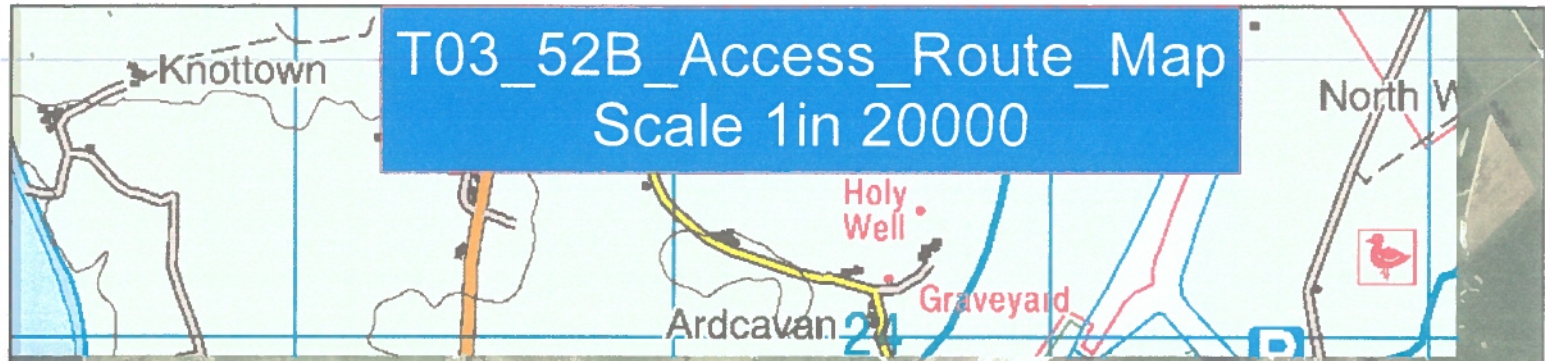 T03_52B_Access_Route_Map
Scale 1in 20000
Knottown
North W
Holy
Well
Graveyard
Ardcavan
24
P